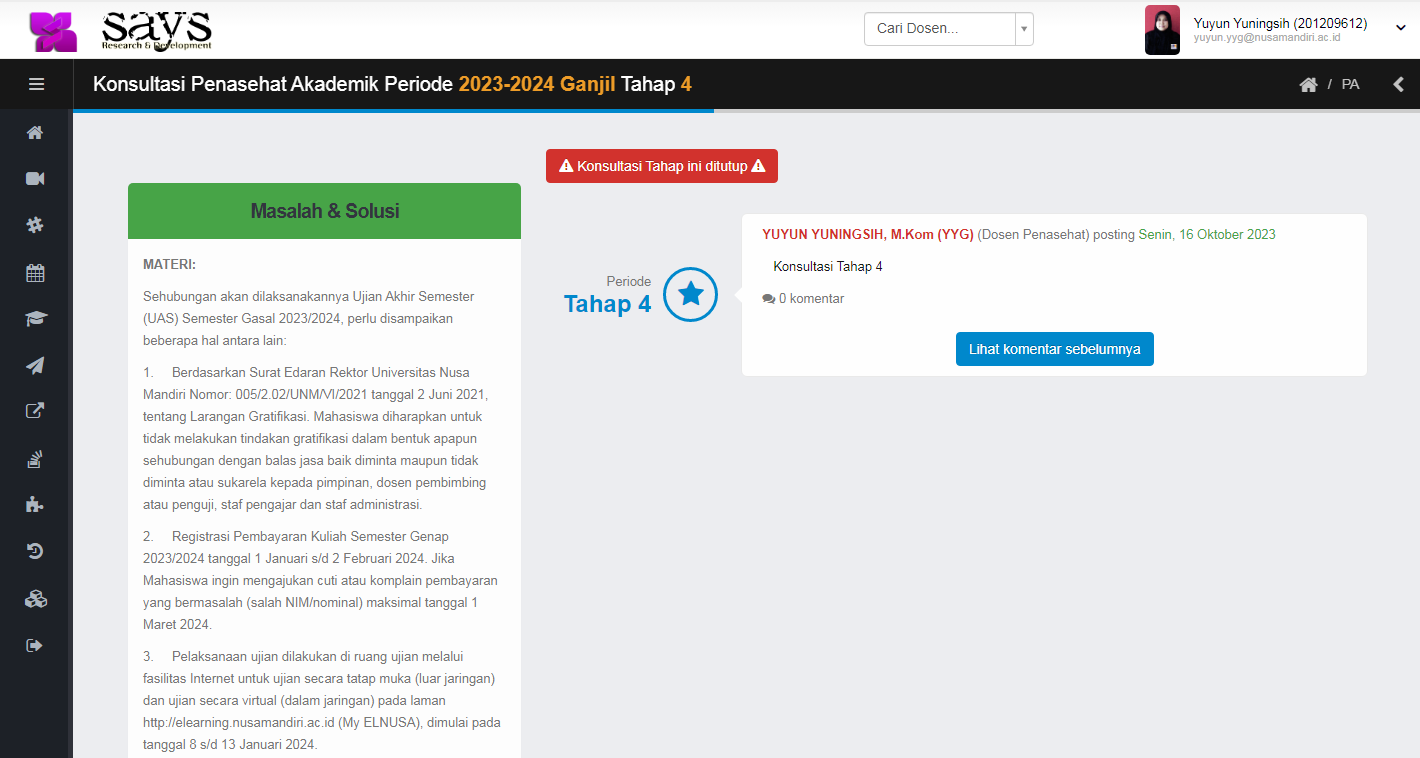 says
Research & Development
Cari Dosen...
Yuyun Yuningsih (201209612)
yuyun.yyg@nusamandiri.ac.id
Konsultasi Penasehat Akademik Periode 2023-2024 Ganjil Tahap 4
/ PA
Konsultasi Tahap ini ditutup
Masalah & Solusi
MATERI:
Sehubungan akan dilaksanakannya Ujian Akhir Semester
(UAS) Semester Gasal 2023/2024, perlu disampaikan
beberapa hal antara lain:
1. Berdasarkan Surat Edaran Rektor Universitas Nusa
Mandiri Nomor: 005/2.02/UNM/VI/2021 tanggal 2 Juni 2021,
tentang Larangan Gratifikasi. Mahasiswa diharapkan untuk
tidak melakukan tindakan gratifikasi dalam bentuk apapun
sehubungan dengan balas jasa baik diminta maupun tidak
diminta atau sukarela kepada pimpinan, dosen pembimbing
atau penguji, staf pengajar dan staf administrasi.
2. Registrasi Pembayaran Kuliah Semester Genap
2023/2024 tanggal 1 Januari s/d 2 Februari 2024. Jika
Mahasiswa ingin mengajukan cuti atau komplain pembayaran
yang bermasalah (salah NIM/nominal) maksimal tanggal 1
Maret 2024.
3. Pelaksanaan ujian dilakukan di ruang ujian melalui
fasilitas Internet untuk ujian secara tatap muka (luar jaringan)
dan ujian secara virtual (dalam jaringan) pada laman
http://elearning.nusamandiri.ac.id (My ELNUSA), dimulai pada
tanggal 8 s/d 13 Januari 2024.
Periode
Tahap 4
YUYUN YUNINGSIH, M.Kom (YYG) (Dosen Penasehat) posting Senin, 16 Oktober 2023
Konsultasi Tahap 4
0 komentar
Lihat komentar sebelumnya